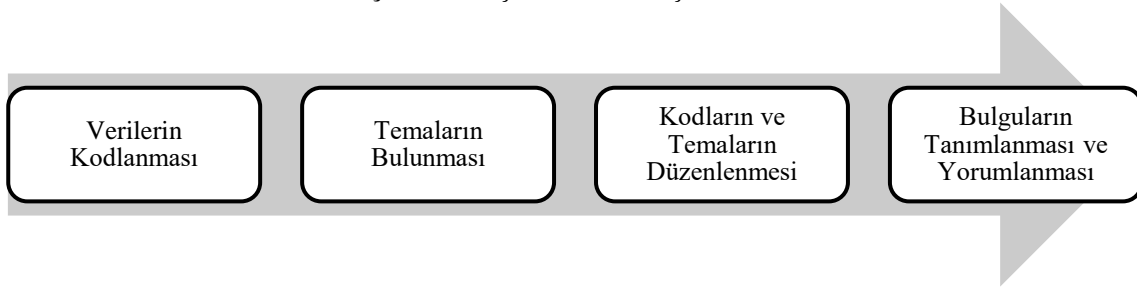 Verilerin
Kodlanması
Temaların
Bulunması
Kodların ve
Temaların
Düzenlenmesi
Bulguların
Tanımlanması ve
Yorumlanması